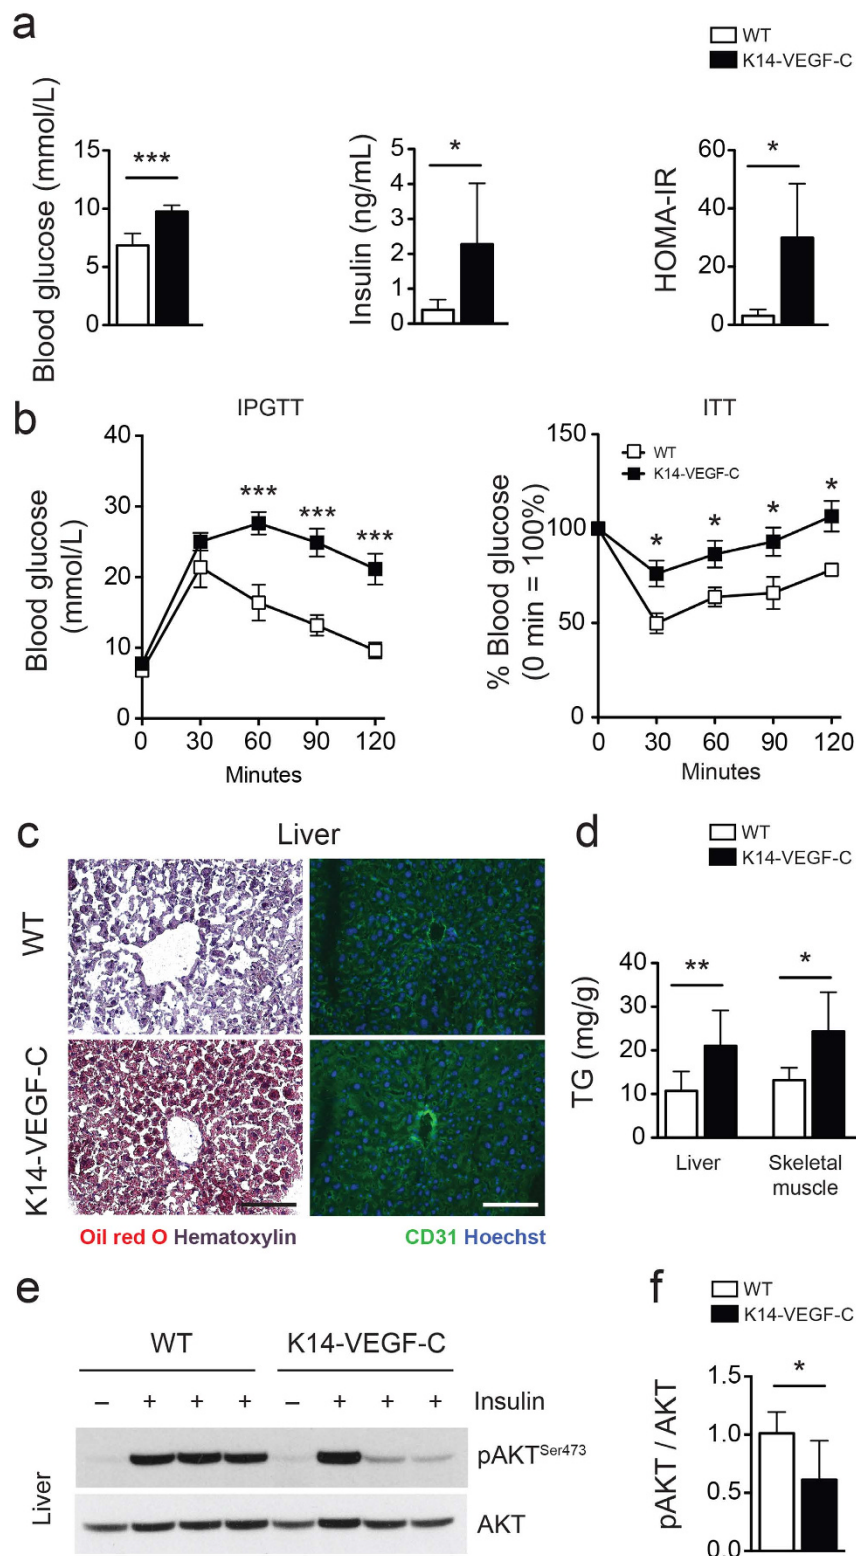 a
WT
K14-VEGF-C
Blood glucose (mmol/L)
15
10
5
0
***
Insulin (ng/mL)
5
4
3
2
1
0
*
HOMA-IR
60
40
20
0
*
b
IPGTT
Blood glucose
(mmol/L)
40
30
20
10
0
***
***
***
0 30 60 90 120
Minutes
ITT
% Blood glucose
(0 min = 100%)
150
100
50
0
WT
K14-VEGF-C
*
*
*
*
0 30 60 90 120
Minutes
c
Liver
WT
K14-VEGF-C
Oil red O Hematoxylin
CD31 Hoechst
d
WT
K14-VEGF-C
TG (mg/g)
40
30
20
10
0
**
*
Liver
Skeletal
muscle
e
WT
K14-VEGF-C
– + + + – + + + Insulin
Liver
pAKTSer473
AKT
f
WT
K14-VEGF-C
pAKT / AKT
1.5
1.0
0.5
0.0
*